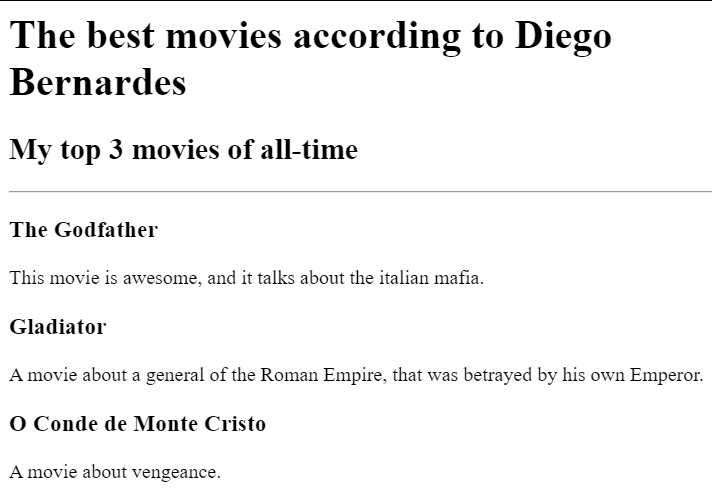 The best movies according to Diego
Bernardes
My top 3 movies of all-time
The Godfather
This movie is awesome, and it talks about the italian mafia.
Gladiator
A movie about a general of the Roman Empire, that was betrayed by his own Emperor.
O Conde de Monte Cristo
A movie about vengeance.